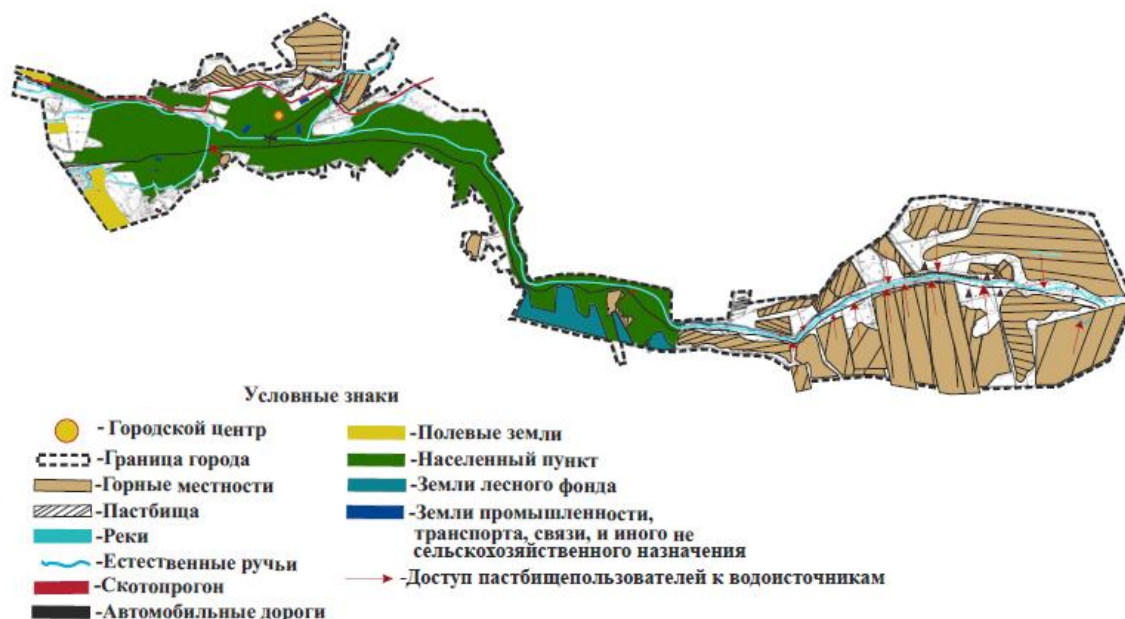 Условные знаки
- Городской центр
-Граница города
-Горные местности
-Пастбища
-Реки
-Естественные ручьи
-Скотопрогон
-Автомобильные дороги
-Полевые земли
-Населенный пункт
-Земли лесного фонда
-Земли промышленности,
транспорта, связи, и иного не
сельскохозяйственного назначения
-Доступ пастбищепользователей к водоисточникам